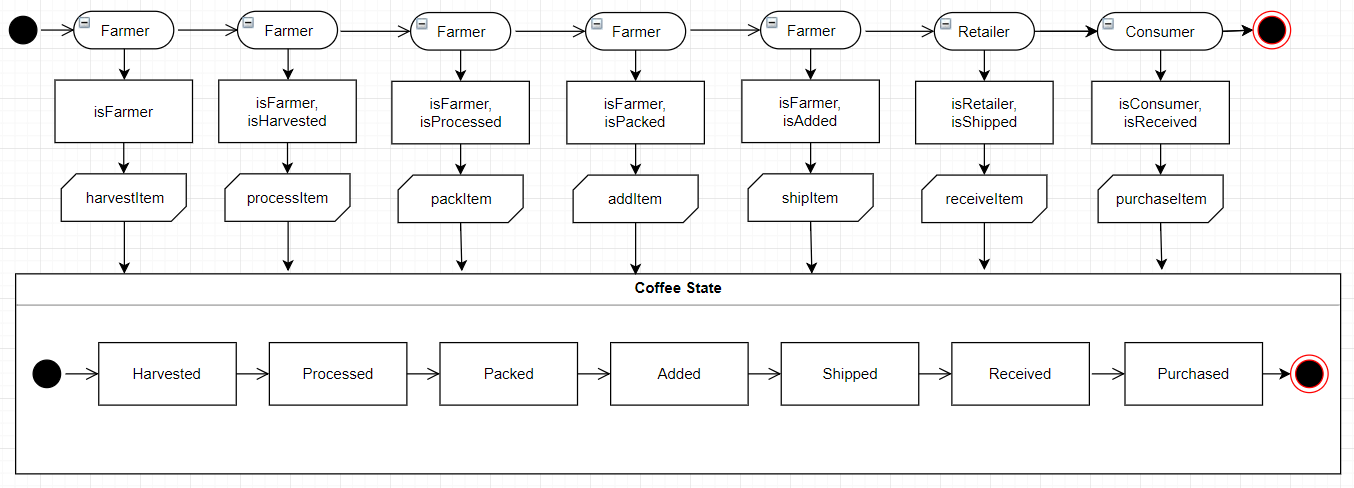 Farmer
Farmer
Farmer
Farmer
Farmer
Retailer
Consumer
isFarmer
isFarmer,
isHarvested
isFarmer,
isProcessed
isFarmer,
isPacked
isFarmer,
isAdded
isRetailer,
isShipped
isConsumer,
isReceived
harvestItem
processItem
packItem
addItem
shipItem
receiveItem
purchaseItem
Coffee State
Harvested
Processed
Packed
Added
Shipped
Received
Purchased